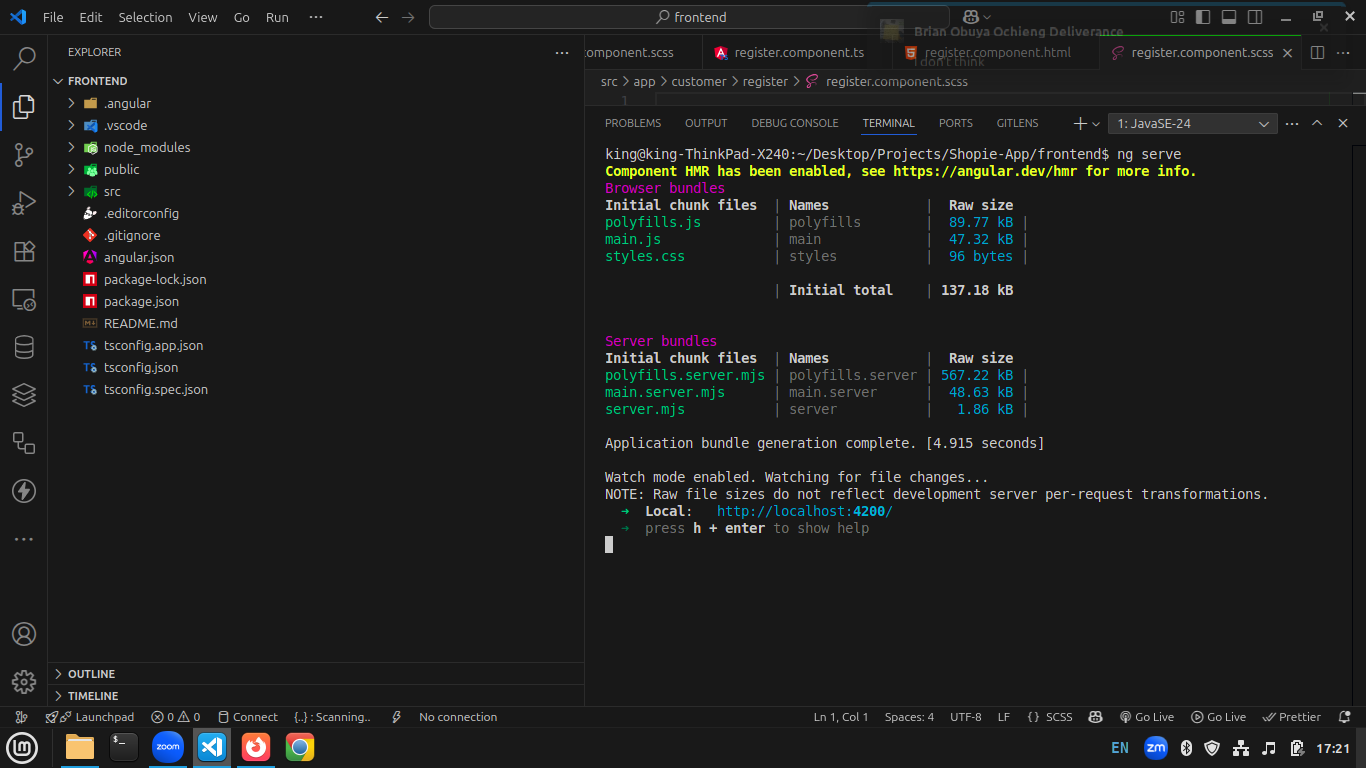 File Edit Selection View Go Run ··· frontend
Brian Obuya Ochieng Deliverance
I don't think
EXPLORER
FRONTEND
.angular
.vscode
node_modules
public
src
.editorconfig
.gitignore
angular.json
package-lock.json
package.json
README.md
tsconfig.app.json
tsconfig.json
tsconfig.spec.json
OUTLINE
TIMELINE
component.scss register.component.ts register.component.html register.component.scss
src > app > customer > register > register.component.scss
1
PROBLEMS OUTPUT DEBUG CONSOLE TERMINAL PORTS GITLENS 1: JavaSE-24
king@king-ThinkPad-X240:~/Desktop/Projects/Shopie-App/frontend$ ng serve
Component HMR has been enabled, see https://angular.dev/hmr for more info.
Browser bundles
Initial chunk files | Names | Raw size
polyfills.js | polyfills | 89.77 kB |
main.js | main | 47.32 kB |
styles.css | styles | 96 bytes |
| Initial total | 137.18 kB
Server bundles
Initial chunk files | Names | Raw size
polyfills.server.mjs | polyfills.server | 567.22 kB |
main.server.mjs | main.server | 48.63 kB |
server.mjs | server | 1.86 kB |
Application bundle generation complete. [4.915 seconds]
Watch mode enabled. Watching for file changes...
NOTE: Raw file sizes do not reflect development server per-request transformations.
➜ Local: http://localhost:4200/
➜ press h + enter to show help
Launchpad 0 0 Connect {..} : Scanning.. No connection Ln 1, Col 1 Spaces: 4 UTF-8 LF {} SCSS Go Live Go Live Prettier
$_ zoom EN zm 17:21